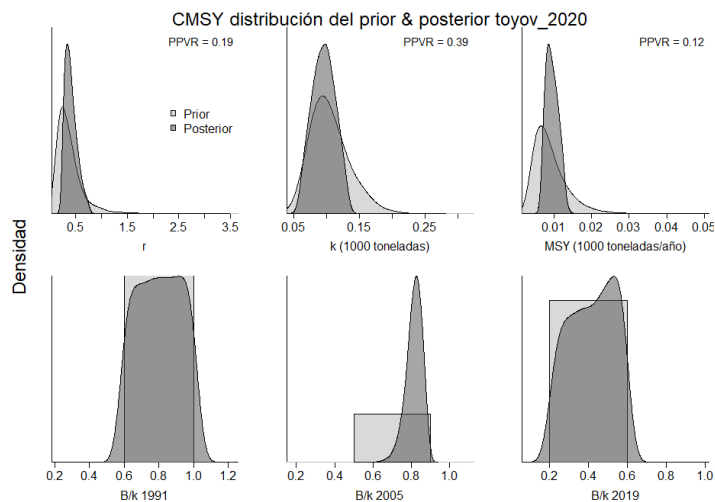 CMSY distribución del prior & posterior toyov_2020
PPVR = 0.19
PPVR = 0.39
PPVR = 0.12
Prior
Posterior
0.5 1.5 2.5 3.5
r
0.05 0.15 0.25
k (1000 toneladas)
0.01 0.03 0.05
MSY (1000 toneladas/año)
Densidad
0.2 0.4 0.6 0.8 1.0 1.2
B/k 1991
0.2 0.4 0.6 0.8 1.0
B/k 2005
0.2 0.4 0.6 0.8 1.0
B/k 2019